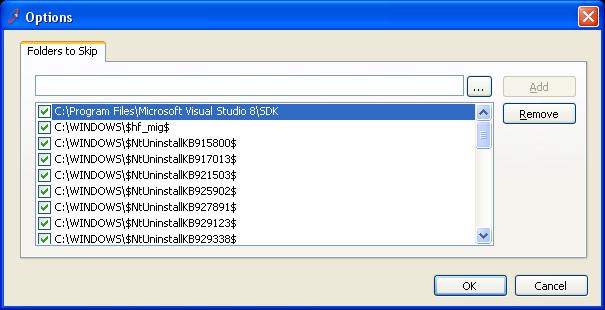 Options
Folders to Skip
...
Add
C:\Program Files\Microsoft Visual Studio 8\SDK
Remove
C:\WINDOWS\$hf_mig$
C:\WINDOWS\$NtUninstallKB915800$
C:\WINDOWS\$NtUninstallKB917013$
C:\WINDOWS\$NtUninstallKB921503$
C:\WINDOWS\$NtUninstallKB925902$
C:\WINDOWS\$NtUninstallKB927891$
C:\WINDOWS\$NtUninstallKB929123$
C:\WINDOWS\$NtUninstallKB929338$
OK
Cancel